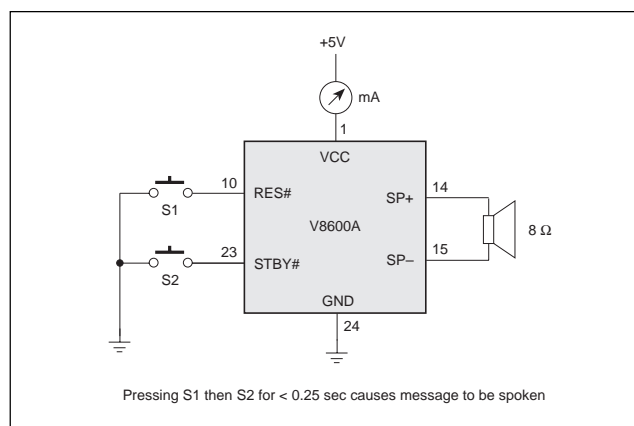 +5V
mA
1
VCC
10
RES#
SP+
14
S1
V8600A
8 Ω
23
STBY#
SP–
15
S2
GND
24
Pressing S1 then S2 for < 0.25 sec causes message to be spoken